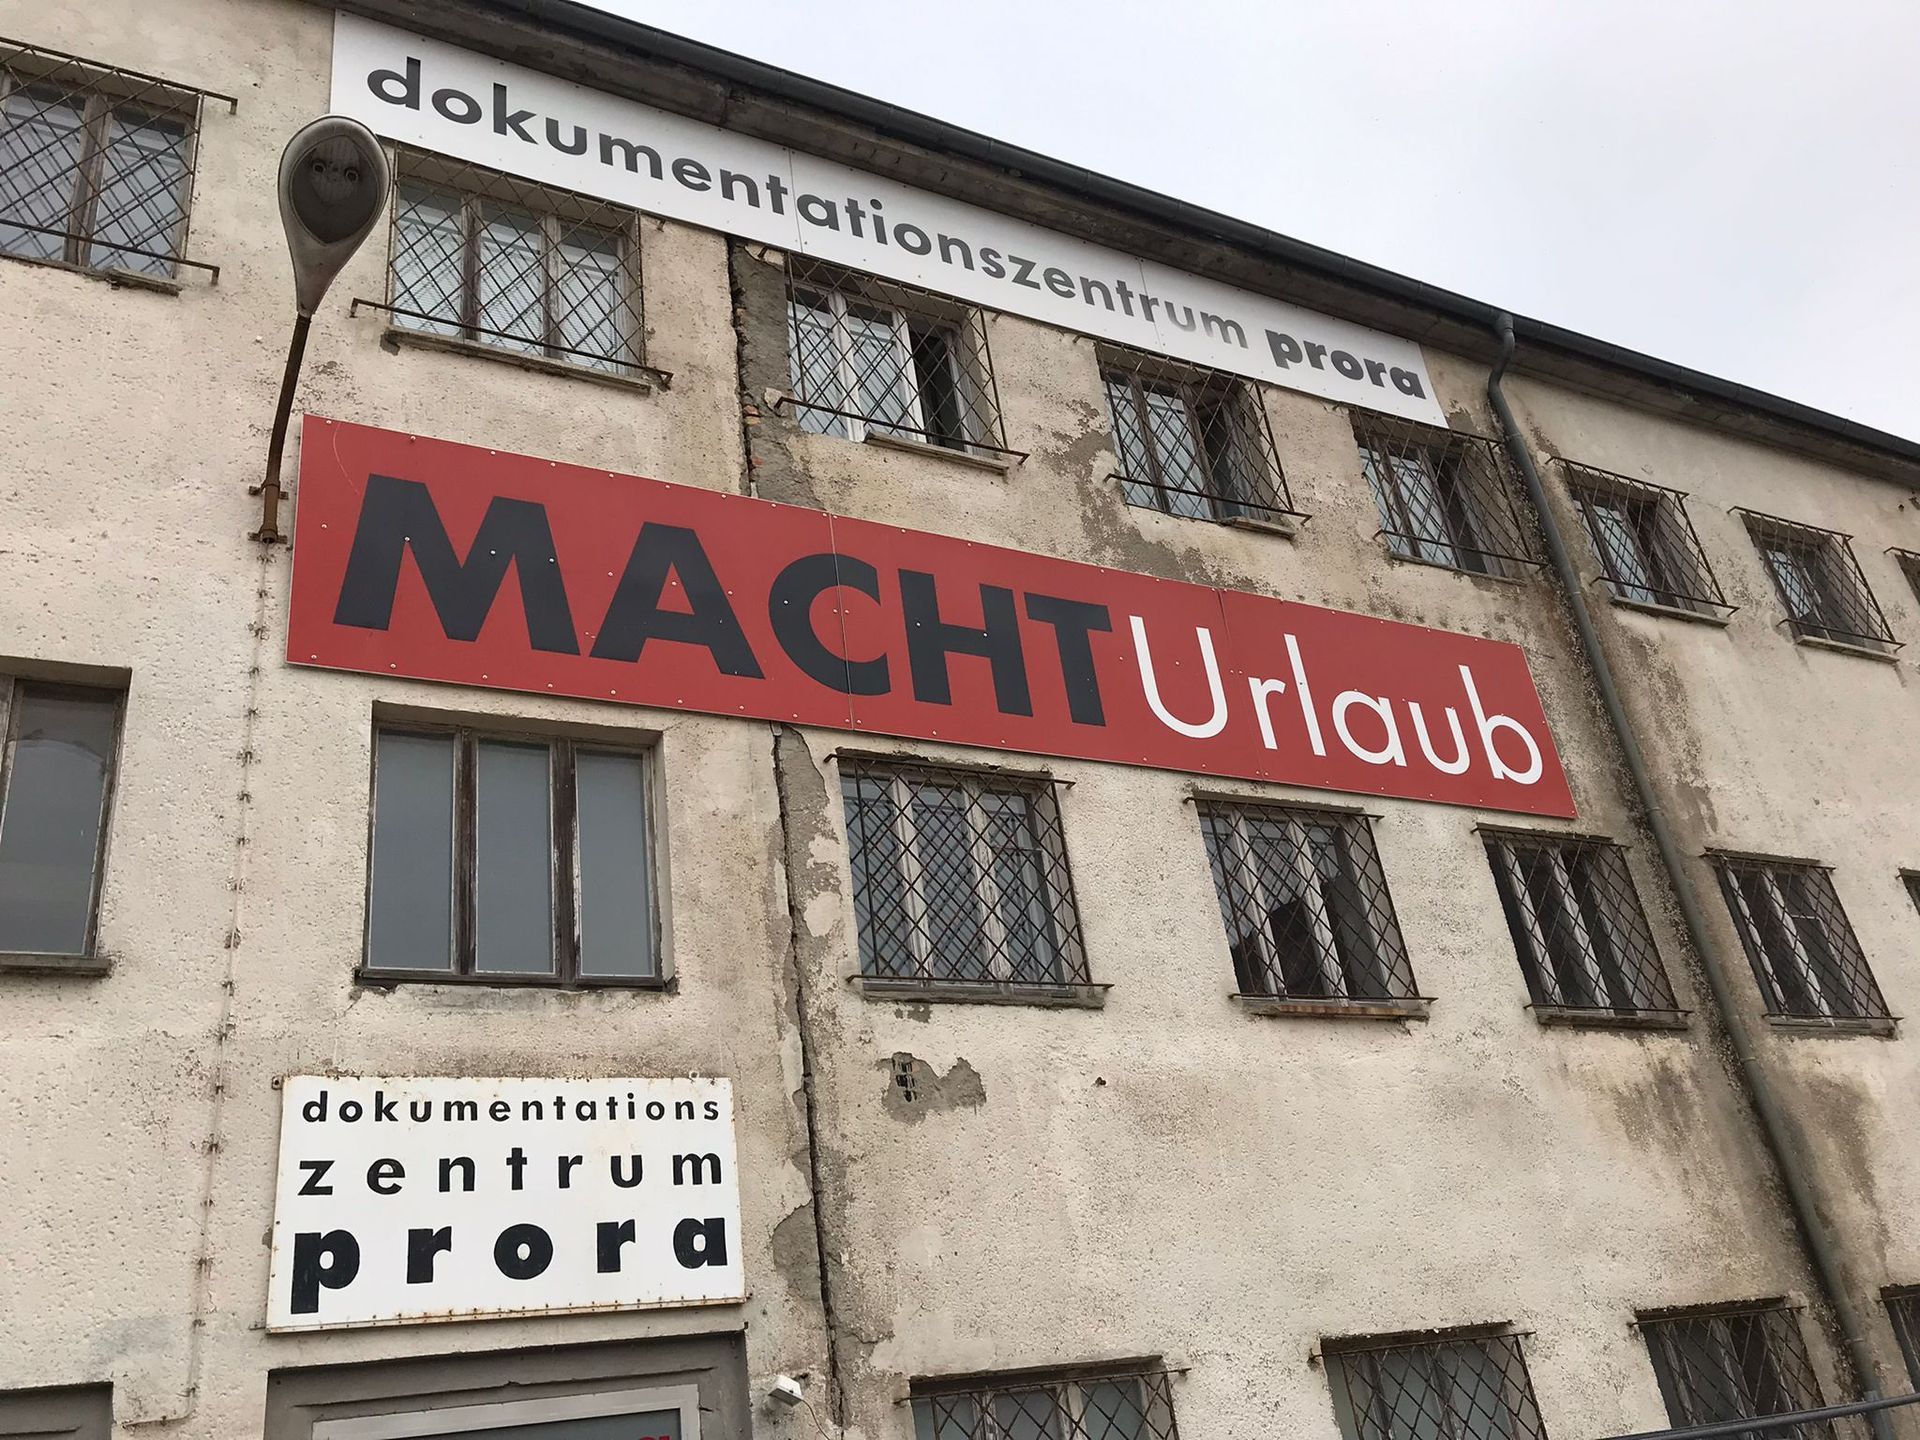 dokumentationszentrum prora
MACHTUrlaub
dokumentations
zentrum
prora